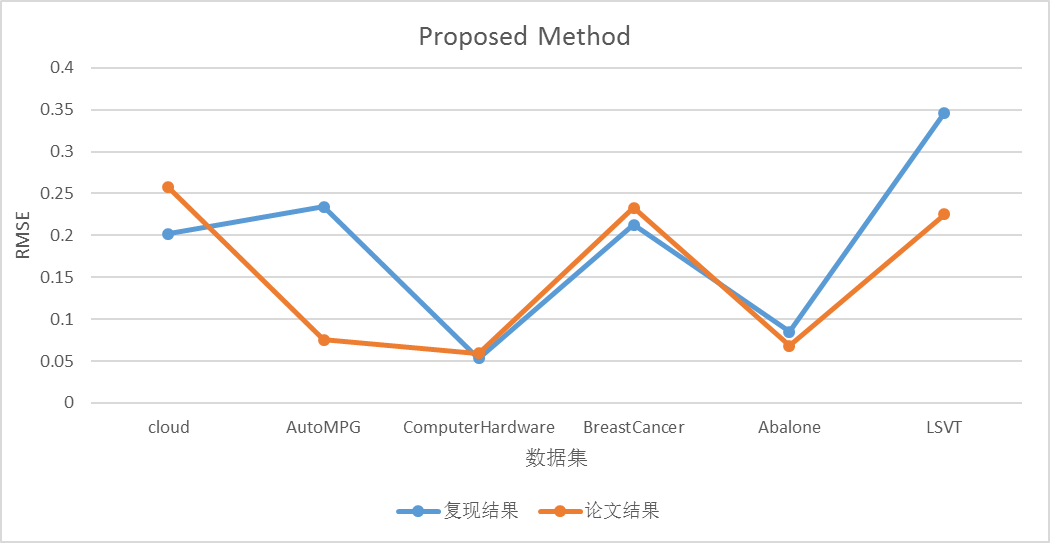 Proposed Method
0.4
0.35
0.3
0.25
0.2
0.15
0.1
0.05
0
RMSE
cloud AutoMPG ComputerHardware BreastCancer Abalone LSVT
数据集
复现结果 论文结果